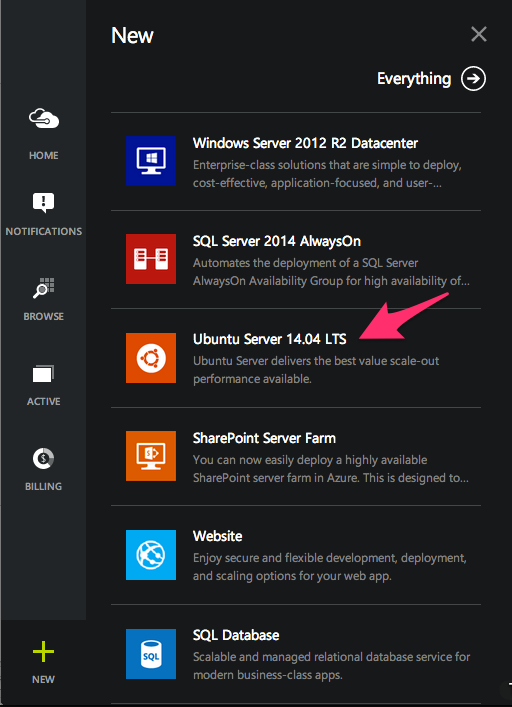 New
Everything
HOME
NOTIFICATIONS
BROWSE
ACTIVE
BILLING
NEW
Windows Server 2012 R2 Datacenter
Enterprise-class solutions that are simple to deploy,
cost-effective, application-focused, and user-...
SQL Server 2014 AlwaysOn
Automates the deployment of a SQL Server
AlwaysOn Availability Group for high availability of...
Ubuntu Server 14.04 LTS
Ubuntu Server delivers the best value scale-out
performance available.
SharePoint Server Farm
You can now easily deploy a highly available
SharePoint server farm in Azure. This is designed to...
Website
Enjoy secure and flexible development, deployment,
and scaling options for your web app.
SQL
SQL Database
Scalable and managed relational database service for
modern business-class apps.